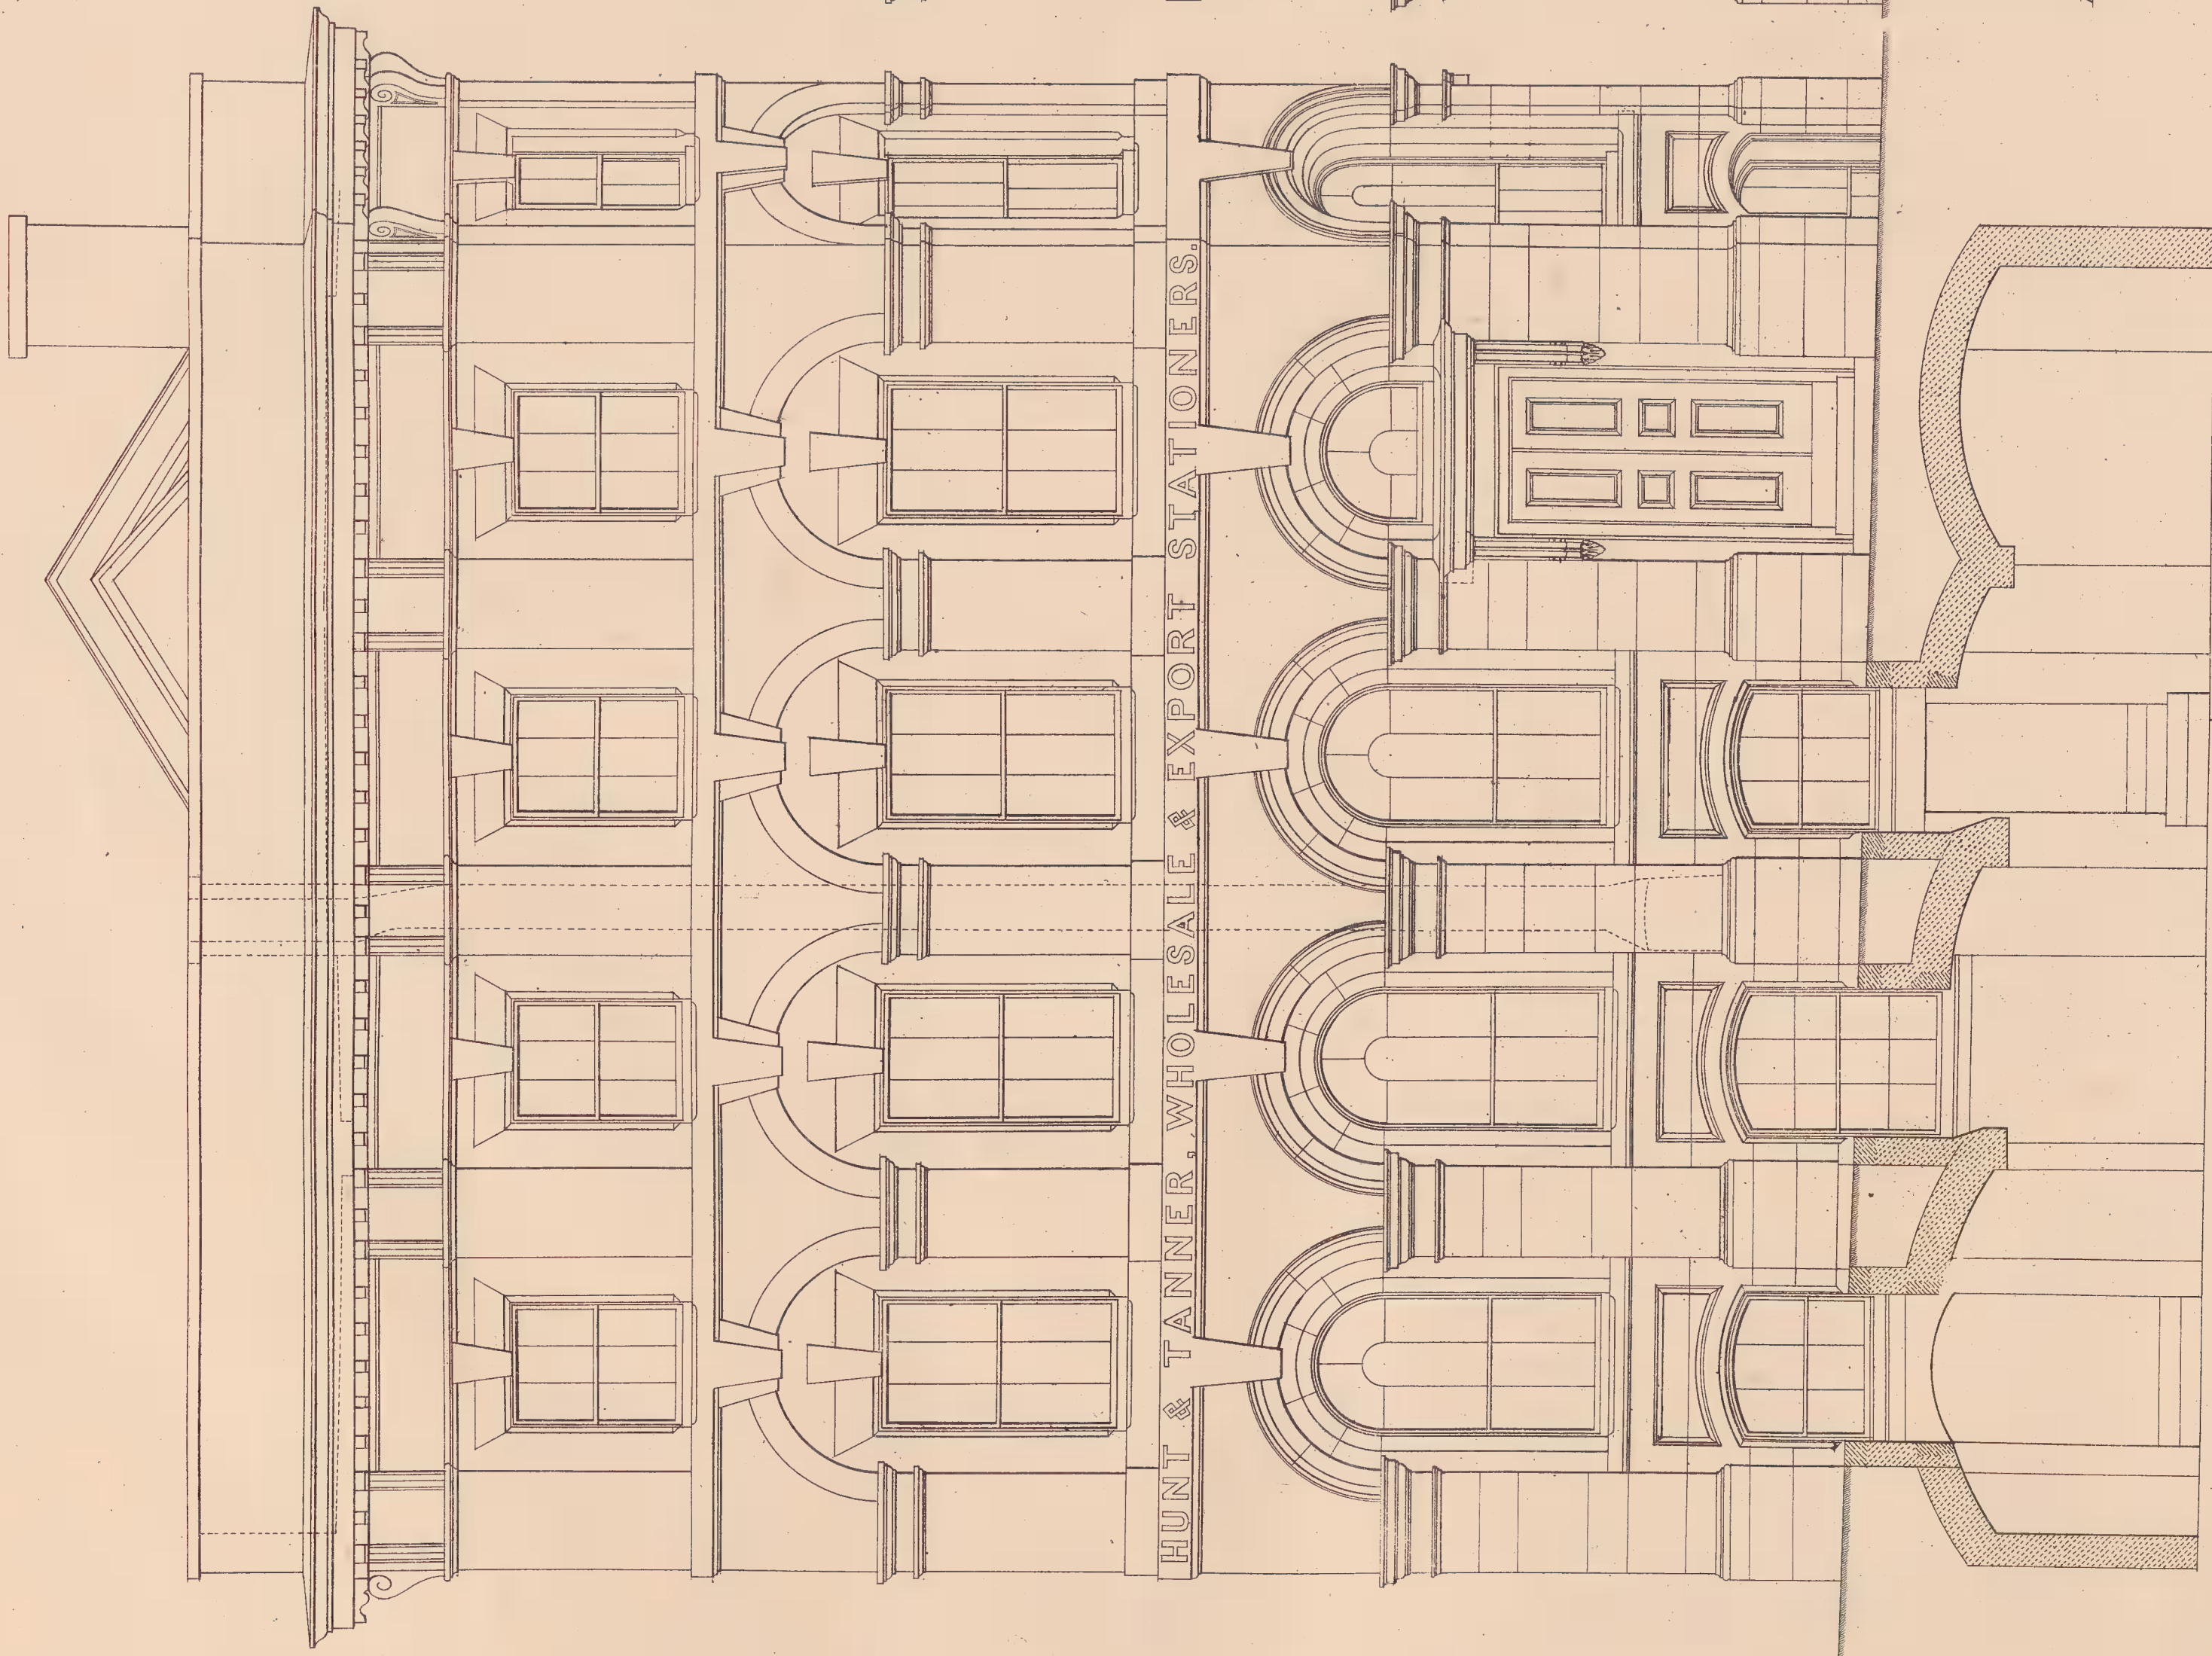 HUNT & TANNER, WHOLESALE & EXPORT STATIONERS.